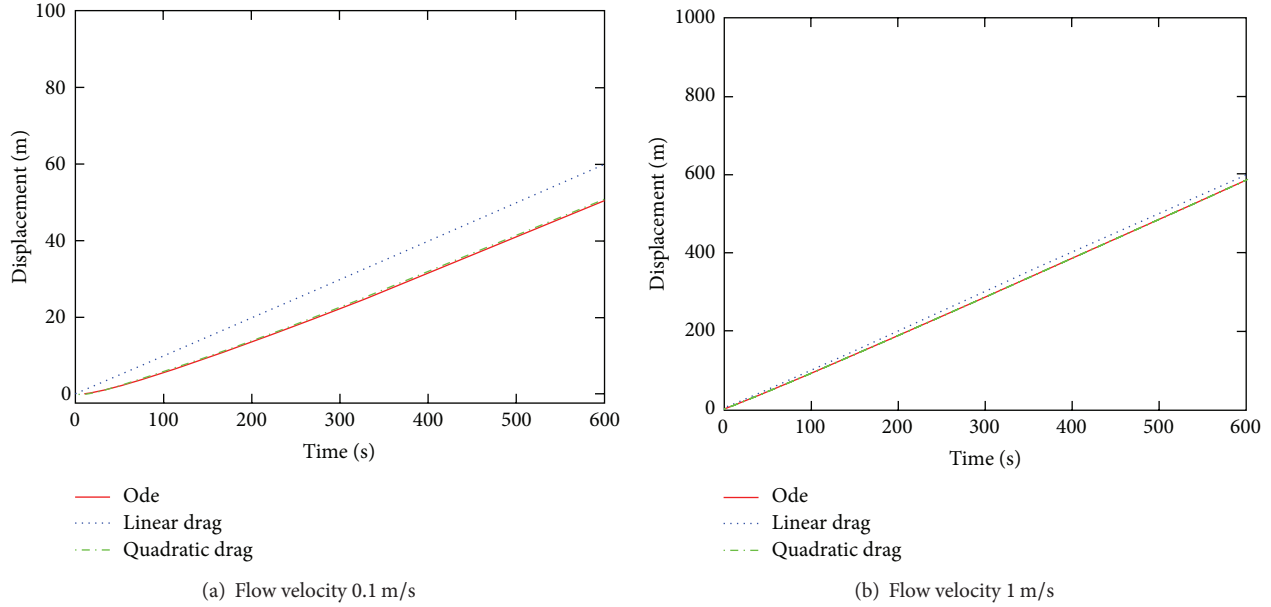 100
80
60
40
20
0
Displacement (m)
0 100 200 300 400 500 600
Time (s)
Ode
Linear drag
Quadratic drag
(a) Flow velocity 0.1 m/s
1000
800
600
400
200
0
Displacement (m)
0 100 200 300 400 500 600
Time (s)
Ode
Linear drag
Quadratic drag
(b) Flow velocity 1 m/s